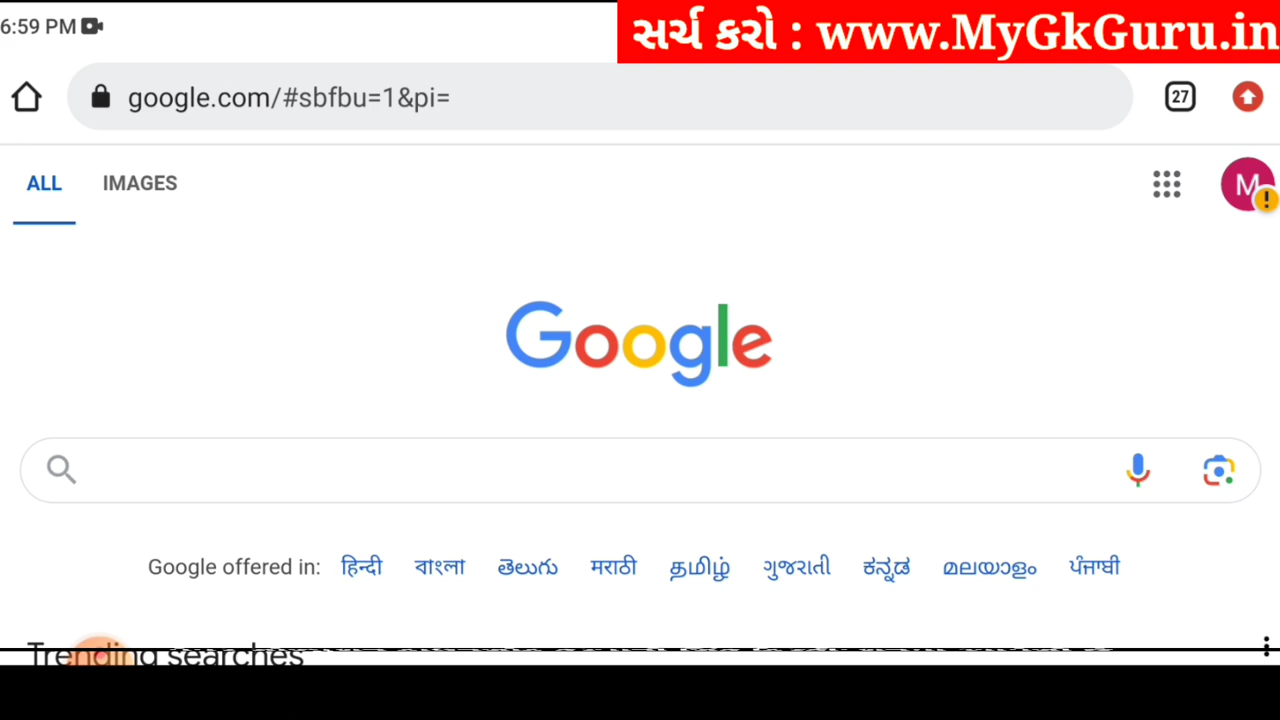 6:59 PM
સર્ચ કરો : www.MyGkGuru.in
google.com/#sbfbu=1&pi=
27
ALL IMAGES
M
Google
Google offered in: हिन्दी বাংলা తెలుగు मराठी தமிழ் ગુજરાતી ಕನ್ನಡ മലയാളം ਪੰਜਾਬੀ
Trending searches